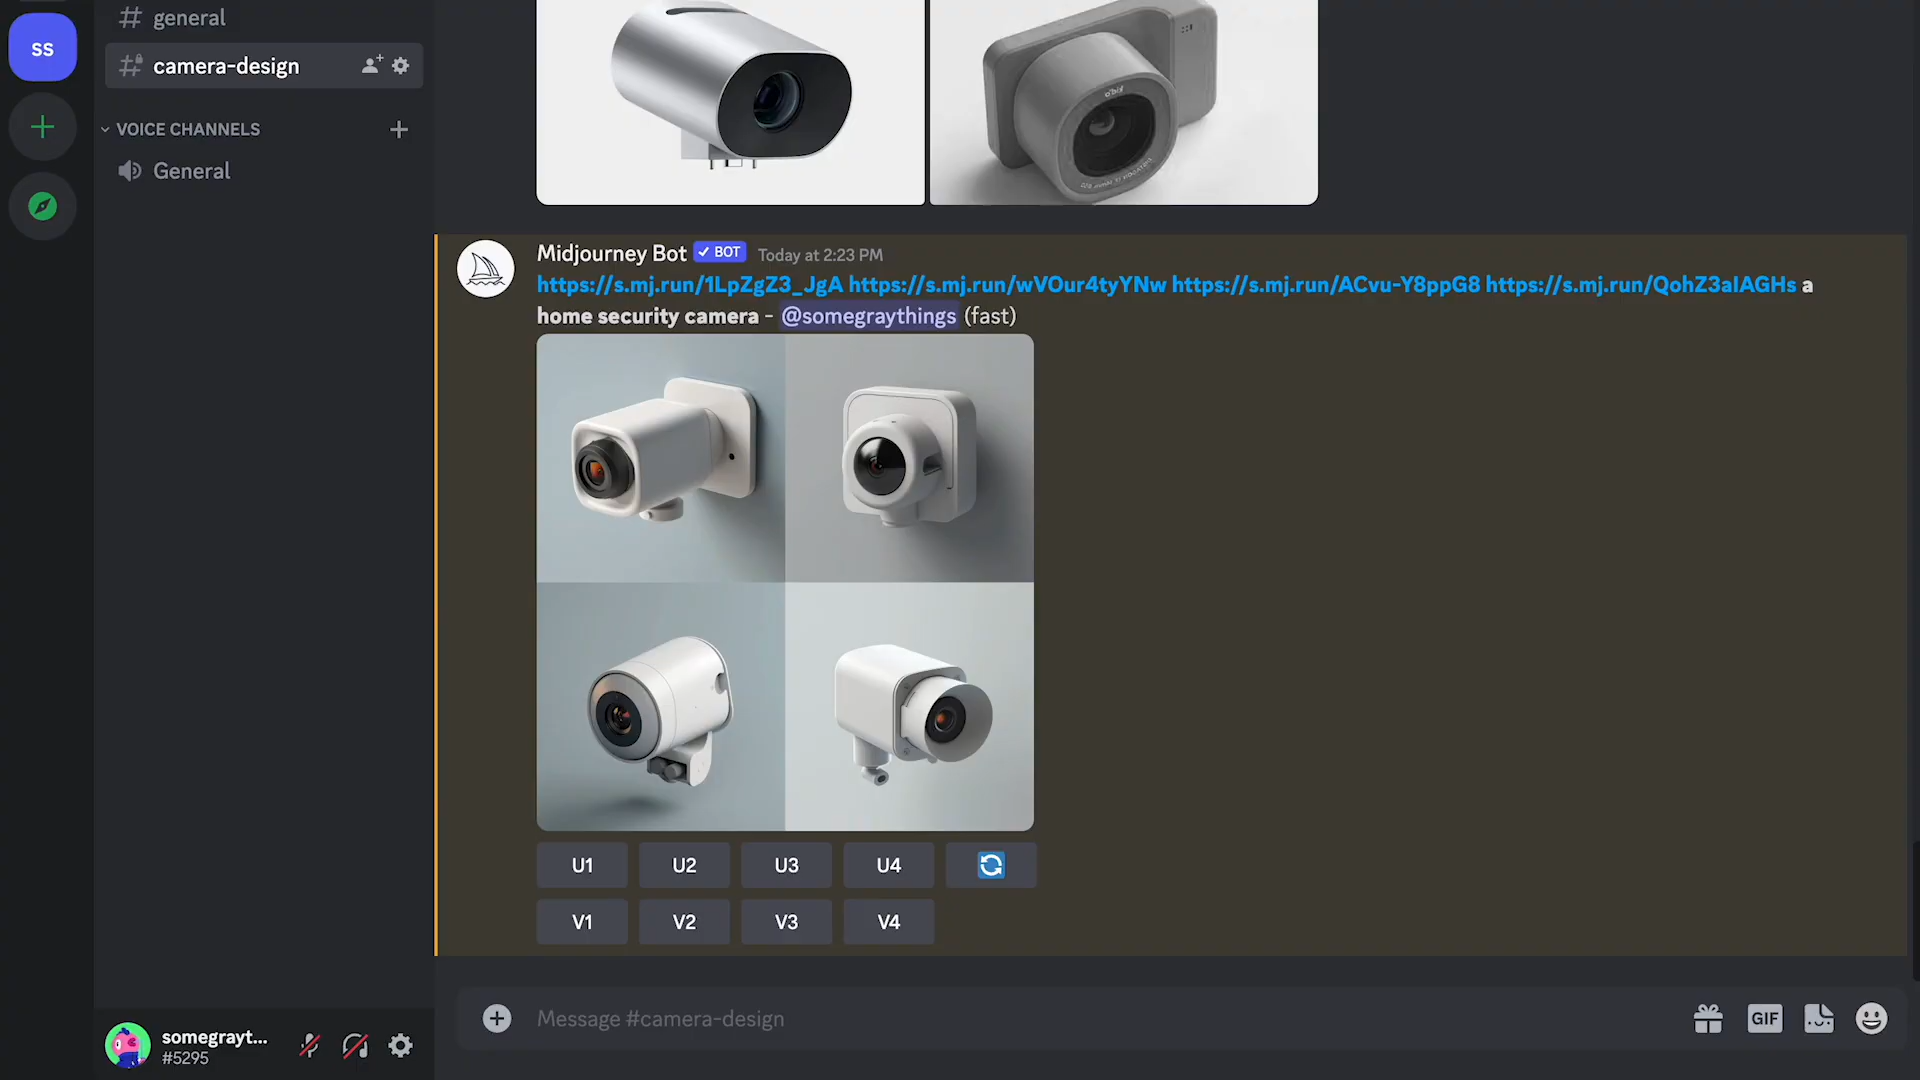 SS
general
camera-design
VOICE CHANNELS
General
Midjourney Bot ✓ BOT Today at 2:23 PM
https://s.mj.run/1LpZgZ3_JgA https://s.mj.run/wVOur4tyYNw https://s.mj.run/ACvu-Y8ppG8 https://s.mj.run/QohZ3aIAGHs a
home security camera - @somegraythings (fast)
U1 U2 U3 U4
V1 V2 V3 V4
Message #camera-design
GIF
somegrayt...
#5295